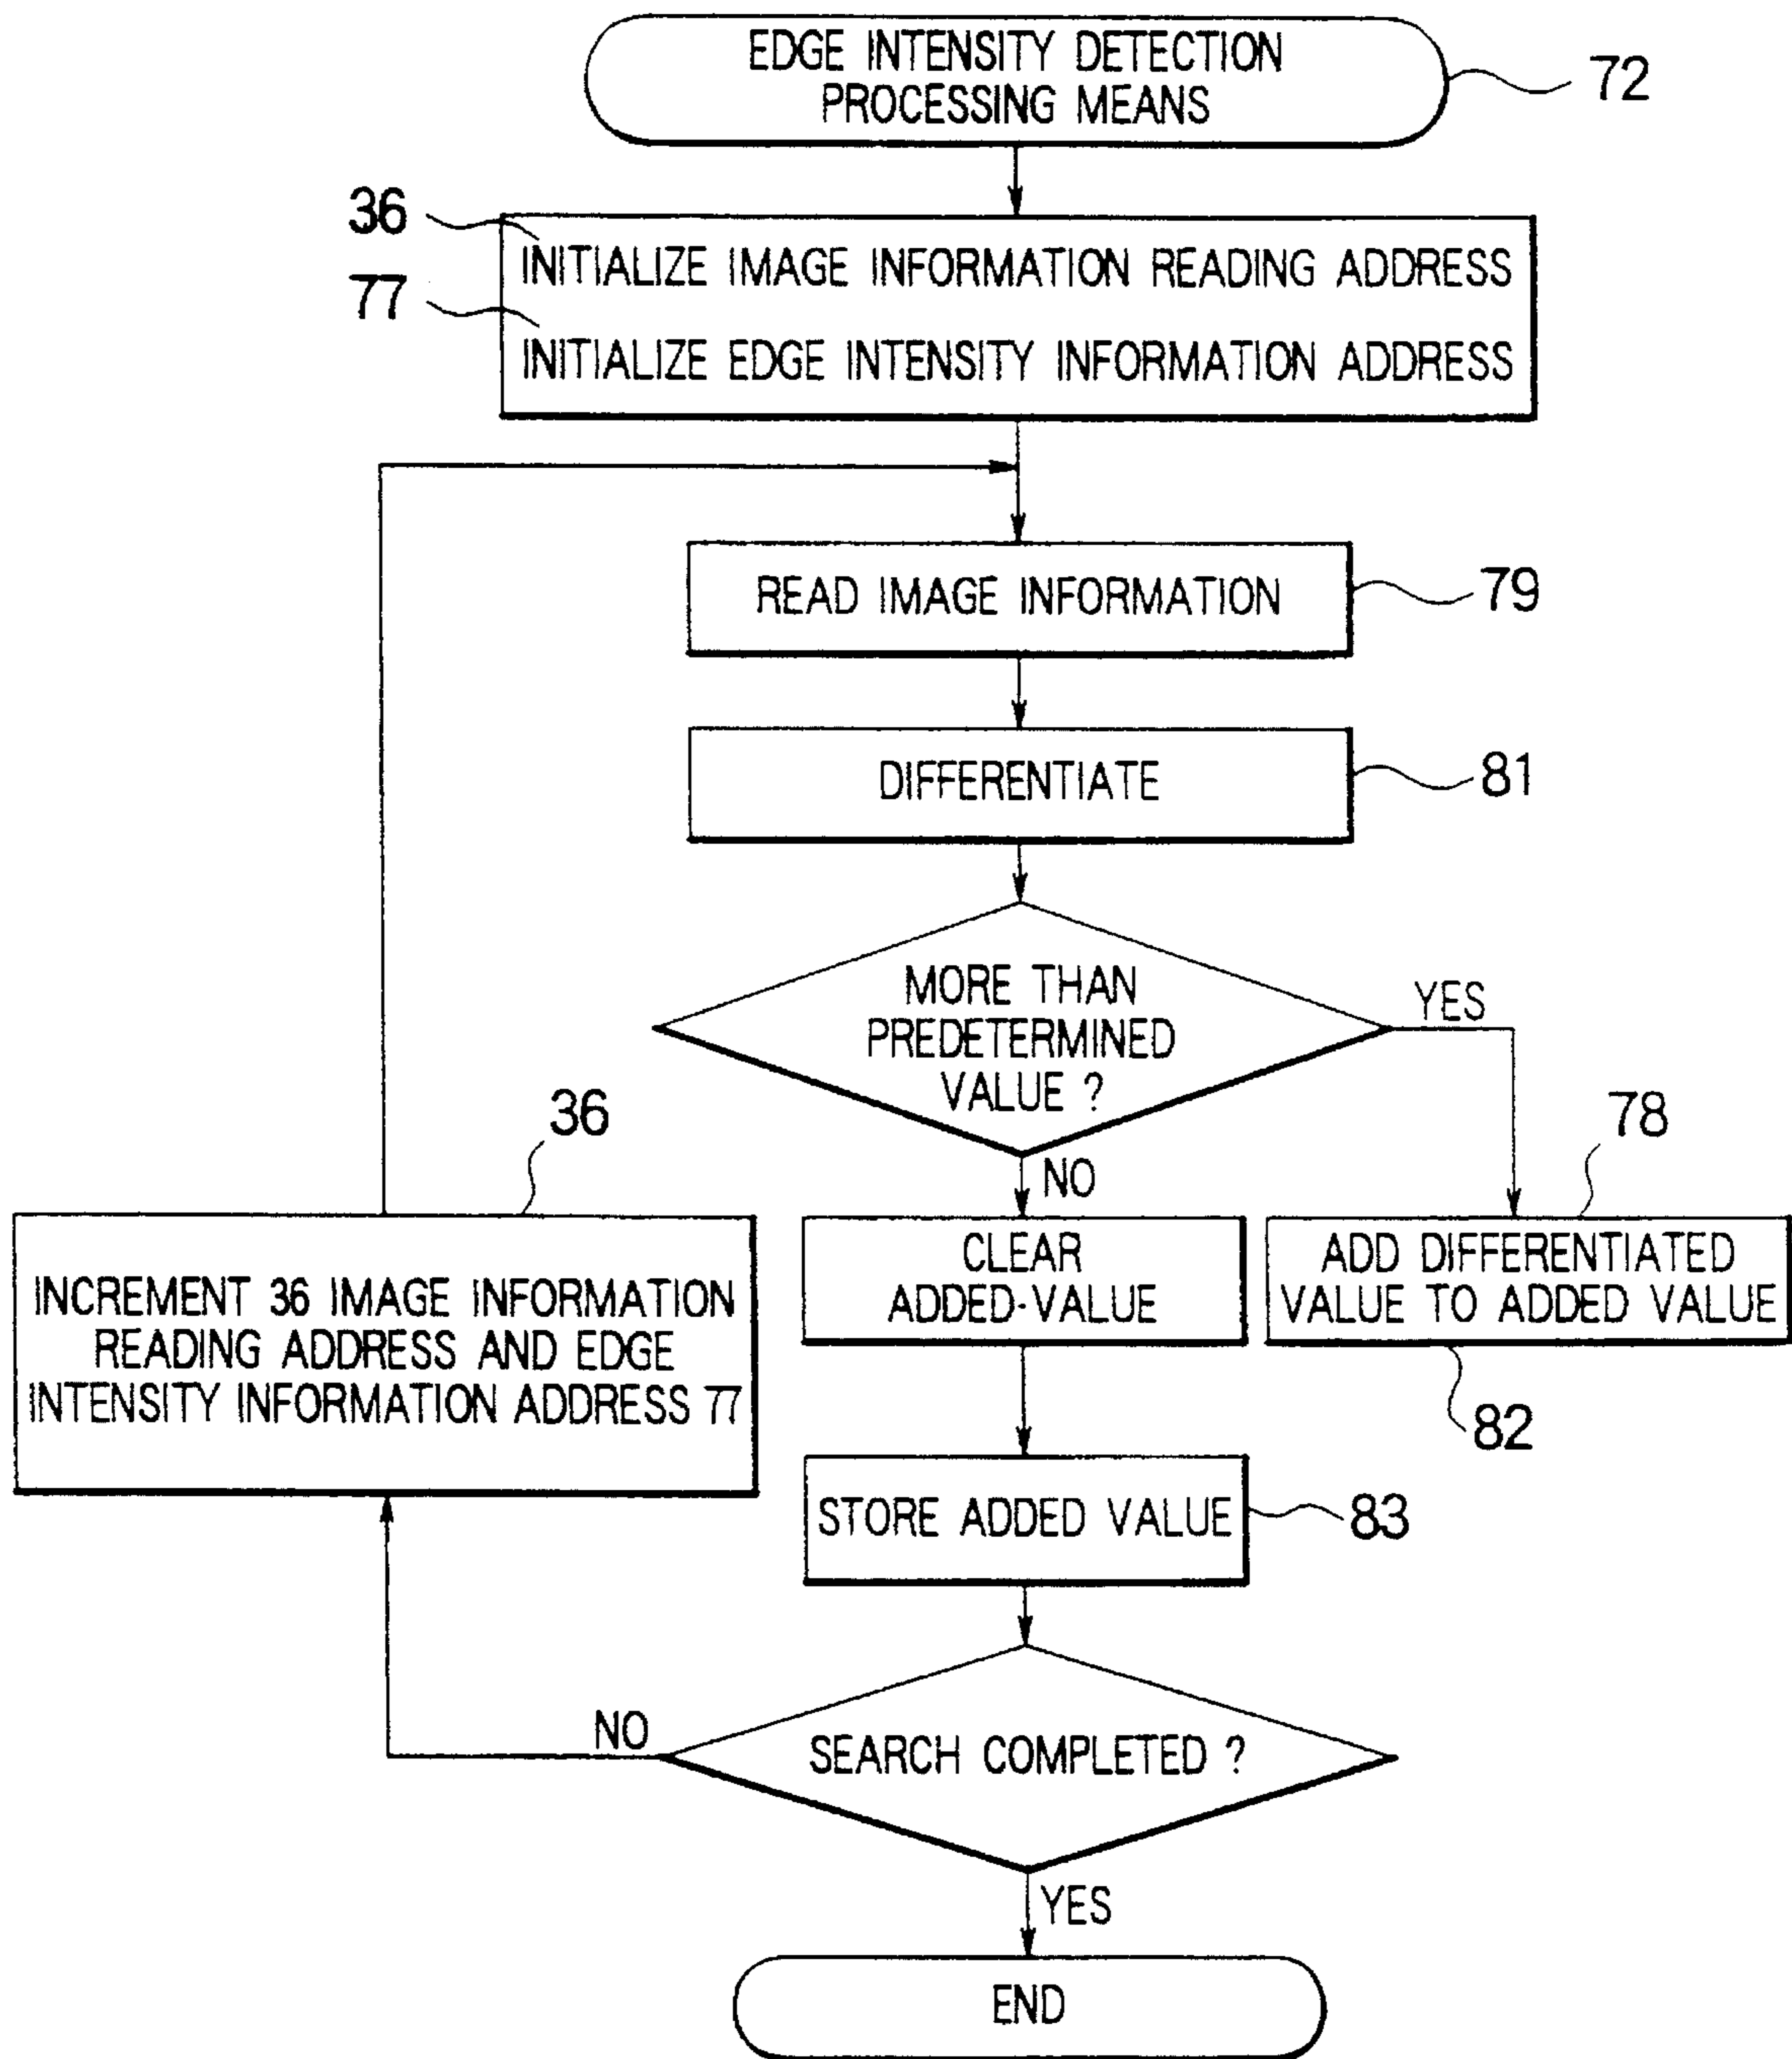 EDGE INTENSITY DETECTION
PROCESSING MEANS
72
36
INITIALIZE IMAGE INFORMATION READING ADDRESS
77
INITIALIZE EDGE INTENSITY INFORMATION ADDRESS
READ IMAGE INFORMATION
79
DIFFERENTIATE
81
MORE THAN
PREDETERMINED
VALUE ?
YES
NO
36
78
INCREMENT 36 IMAGE INFORMATION
READING ADDRESS AND EDGE
INTENSITY INFORMATION ADDRESS 77
CLEAR
ADDED-VALUE
ADD DIFFERENTIATED
VALUE TO ADDED VALUE
82
STORE ADDED VALUE
83
NO
SEARCH COMPLETED ?
YES
END